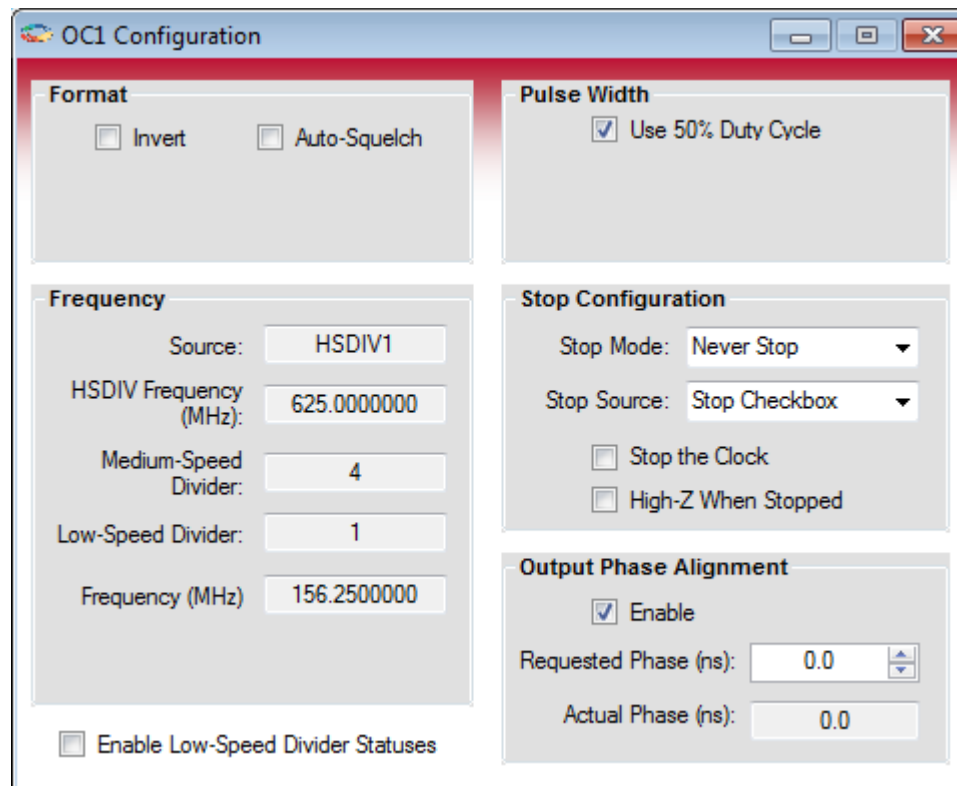 OC1 Configuration
Format
Invert
Auto-Squelch
Pulse Width
Use 50% Duty Cycle
Frequency
Source: HSDIV1
HSDIV Frequency
(MHz): 625.0000000
Medium-Speed
Divider: 4
Low-Speed Divider: 1
Frequency (MHz) 156.2500000
Enable Low-Speed Divider Statuses
Stop Configuration
Stop Mode: Never Stop
Stop Source: Stop Checkbox
Stop the Clock
High-Z When Stopped
Output Phase Alignment
Enable
Requested Phase (ns): 0.0
Actual Phase (ns): 0.0